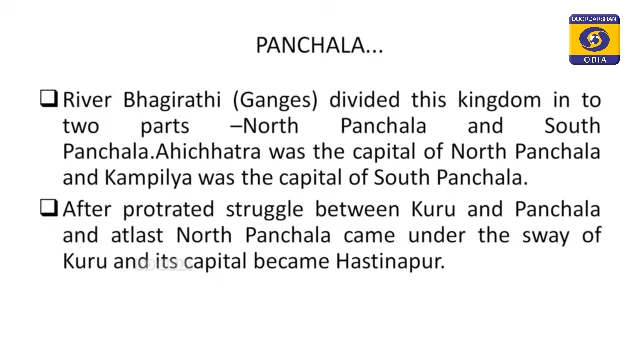 DOORDARSHAN
ODIA
PANCHALA...
❑River Bhagirathi (Ganges) divided this kingdom in to
two parts –North Panchala and South
Panchala.Ahichhatra was the capital of North Panchala
and Kampilya was the capital of South Panchala.
❑After protrated struggle between Kuru and Panchala
and atlast North Panchala came under the sway of
Kuru and its capital became Hastinapur.